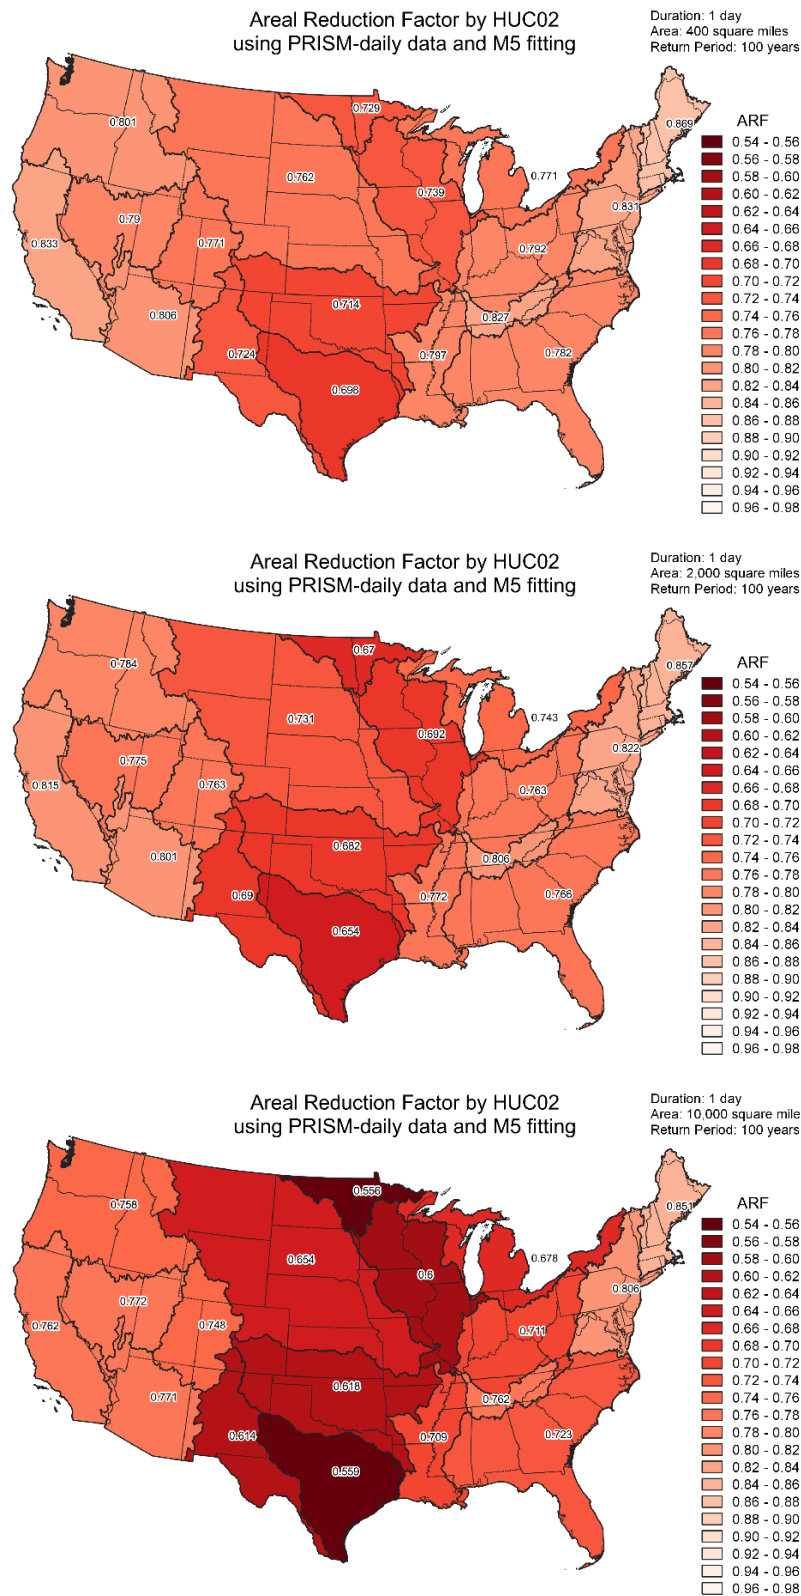 Areal Reduction Factor by HUC02
using PRISM-daily data and M5 fitting
Duration: 1 day
Area: 400 square miles
Return Period: 100 years
0.729
0.801
0.869
0.762
0.771
0.739
0.79
0.831
0.833
0.771
0.792
0.806
0.714
0.827
0.724
0.797
0.782
0.698
ARF
0.54 - 0.56
0.56 - 0.58
0.58 - 0.60
0.60 - 0.62
0.62 - 0.64
0.64 - 0.66
0.66 - 0.68
0.68 - 0.70
0.70 - 0.72
0.72 - 0.74
0.74 - 0.76
0.76 - 0.78
0.78 - 0.80
0.80 - 0.82
0.82 - 0.84
0.84 - 0.86
0.86 - 0.88
0.88 - 0.90
0.90 - 0.92
0.92 - 0.94
0.94 - 0.96
0.96 - 0.98
Areal Reduction Factor by HUC02
using PRISM-daily data and M5 fitting
Duration: 1 day
Area: 2,000 square miles
Return Period: 100 years
0.67
0.784
0.857
0.731
0.743
0.692
0.775
0.822
0.815
0.763
0.763
0.801
0.682
0.806
0.69
0.772
0.766
0.654
ARF
0.54 - 0.56
0.56 - 0.58
0.58 - 0.60
0.60 - 0.62
0.62 - 0.64
0.64 - 0.66
0.66 - 0.68
0.68 - 0.70
0.70 - 0.72
0.72 - 0.74
0.74 - 0.76
0.76 - 0.78
0.78 - 0.80
0.80 - 0.82
0.82 - 0.84
0.84 - 0.86
0.86 - 0.88
0.88 - 0.90
0.90 - 0.92
0.92 - 0.94
0.94 - 0.96
0.96 - 0.98
Areal Reduction Factor by HUC02
using PRISM-daily data and M5 fitting
Duration: 1 day
Area: 10,000 square mile
Return Period: 100 years
0.556
0.758
0.851
0.654
0.678
0.6
0.772
0.806
0.762
0.748
0.711
0.771
0.618
0.762
0.614
0.709
0.723
0.559
ARF
0.54 - 0.56
0.56 - 0.58
0.58 - 0.60
0.60 - 0.62
0.62 - 0.64
0.64 - 0.66
0.66 - 0.68
0.68 - 0.70
0.70 - 0.72
0.72 - 0.74
0.74 - 0.76
0.76 - 0.78
0.78 - 0.80
0.80 - 0.82
0.82 - 0.84
0.84 - 0.86
0.86 - 0.88
0.88 - 0.90
0.90 - 0.92
0.92 - 0.94
0.94 - 0.96
0.96 - 0.98